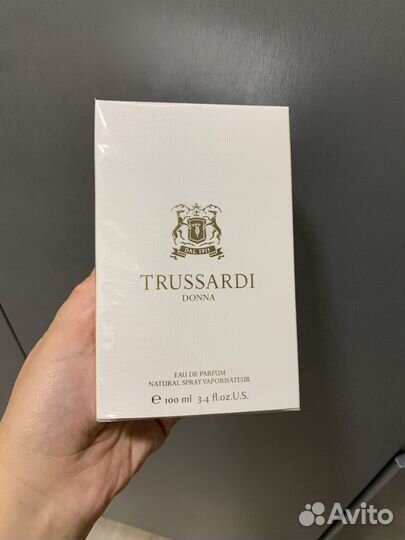 DAL 1911
TRUSSARDI
DONNA
EAU DE PARFUM
NATURAL SPRAY VAPORISATEUR
e 100 ml 3.4 fl.oz.U.S.
Avito